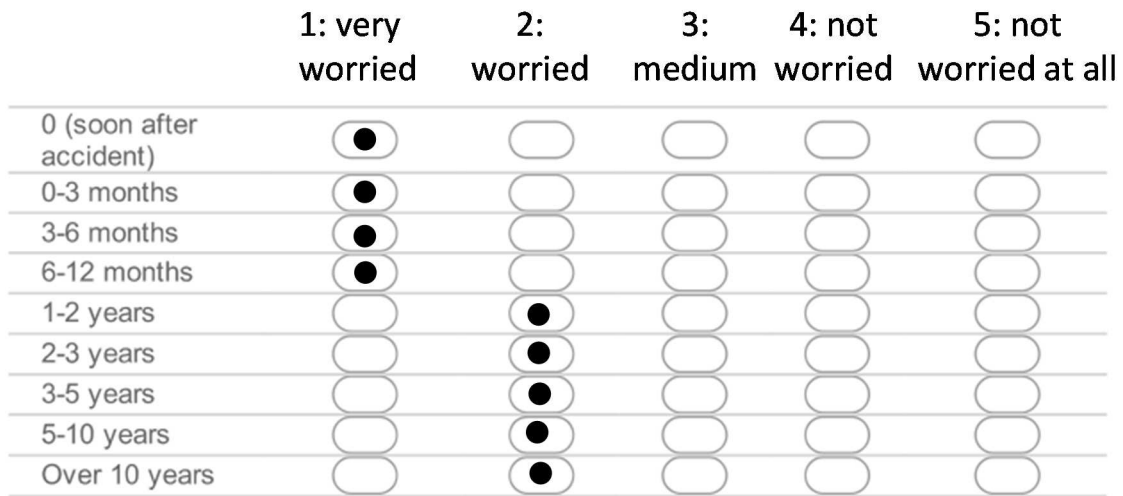 1: very worried
2: worried
3: medium
4: not worried
5: not worried at all
0 (soon after
accident)
0-3 months
3-6 months
6-12 months
1-2 years
2-3 years
3-5 years
5-10 years
Over 10 years